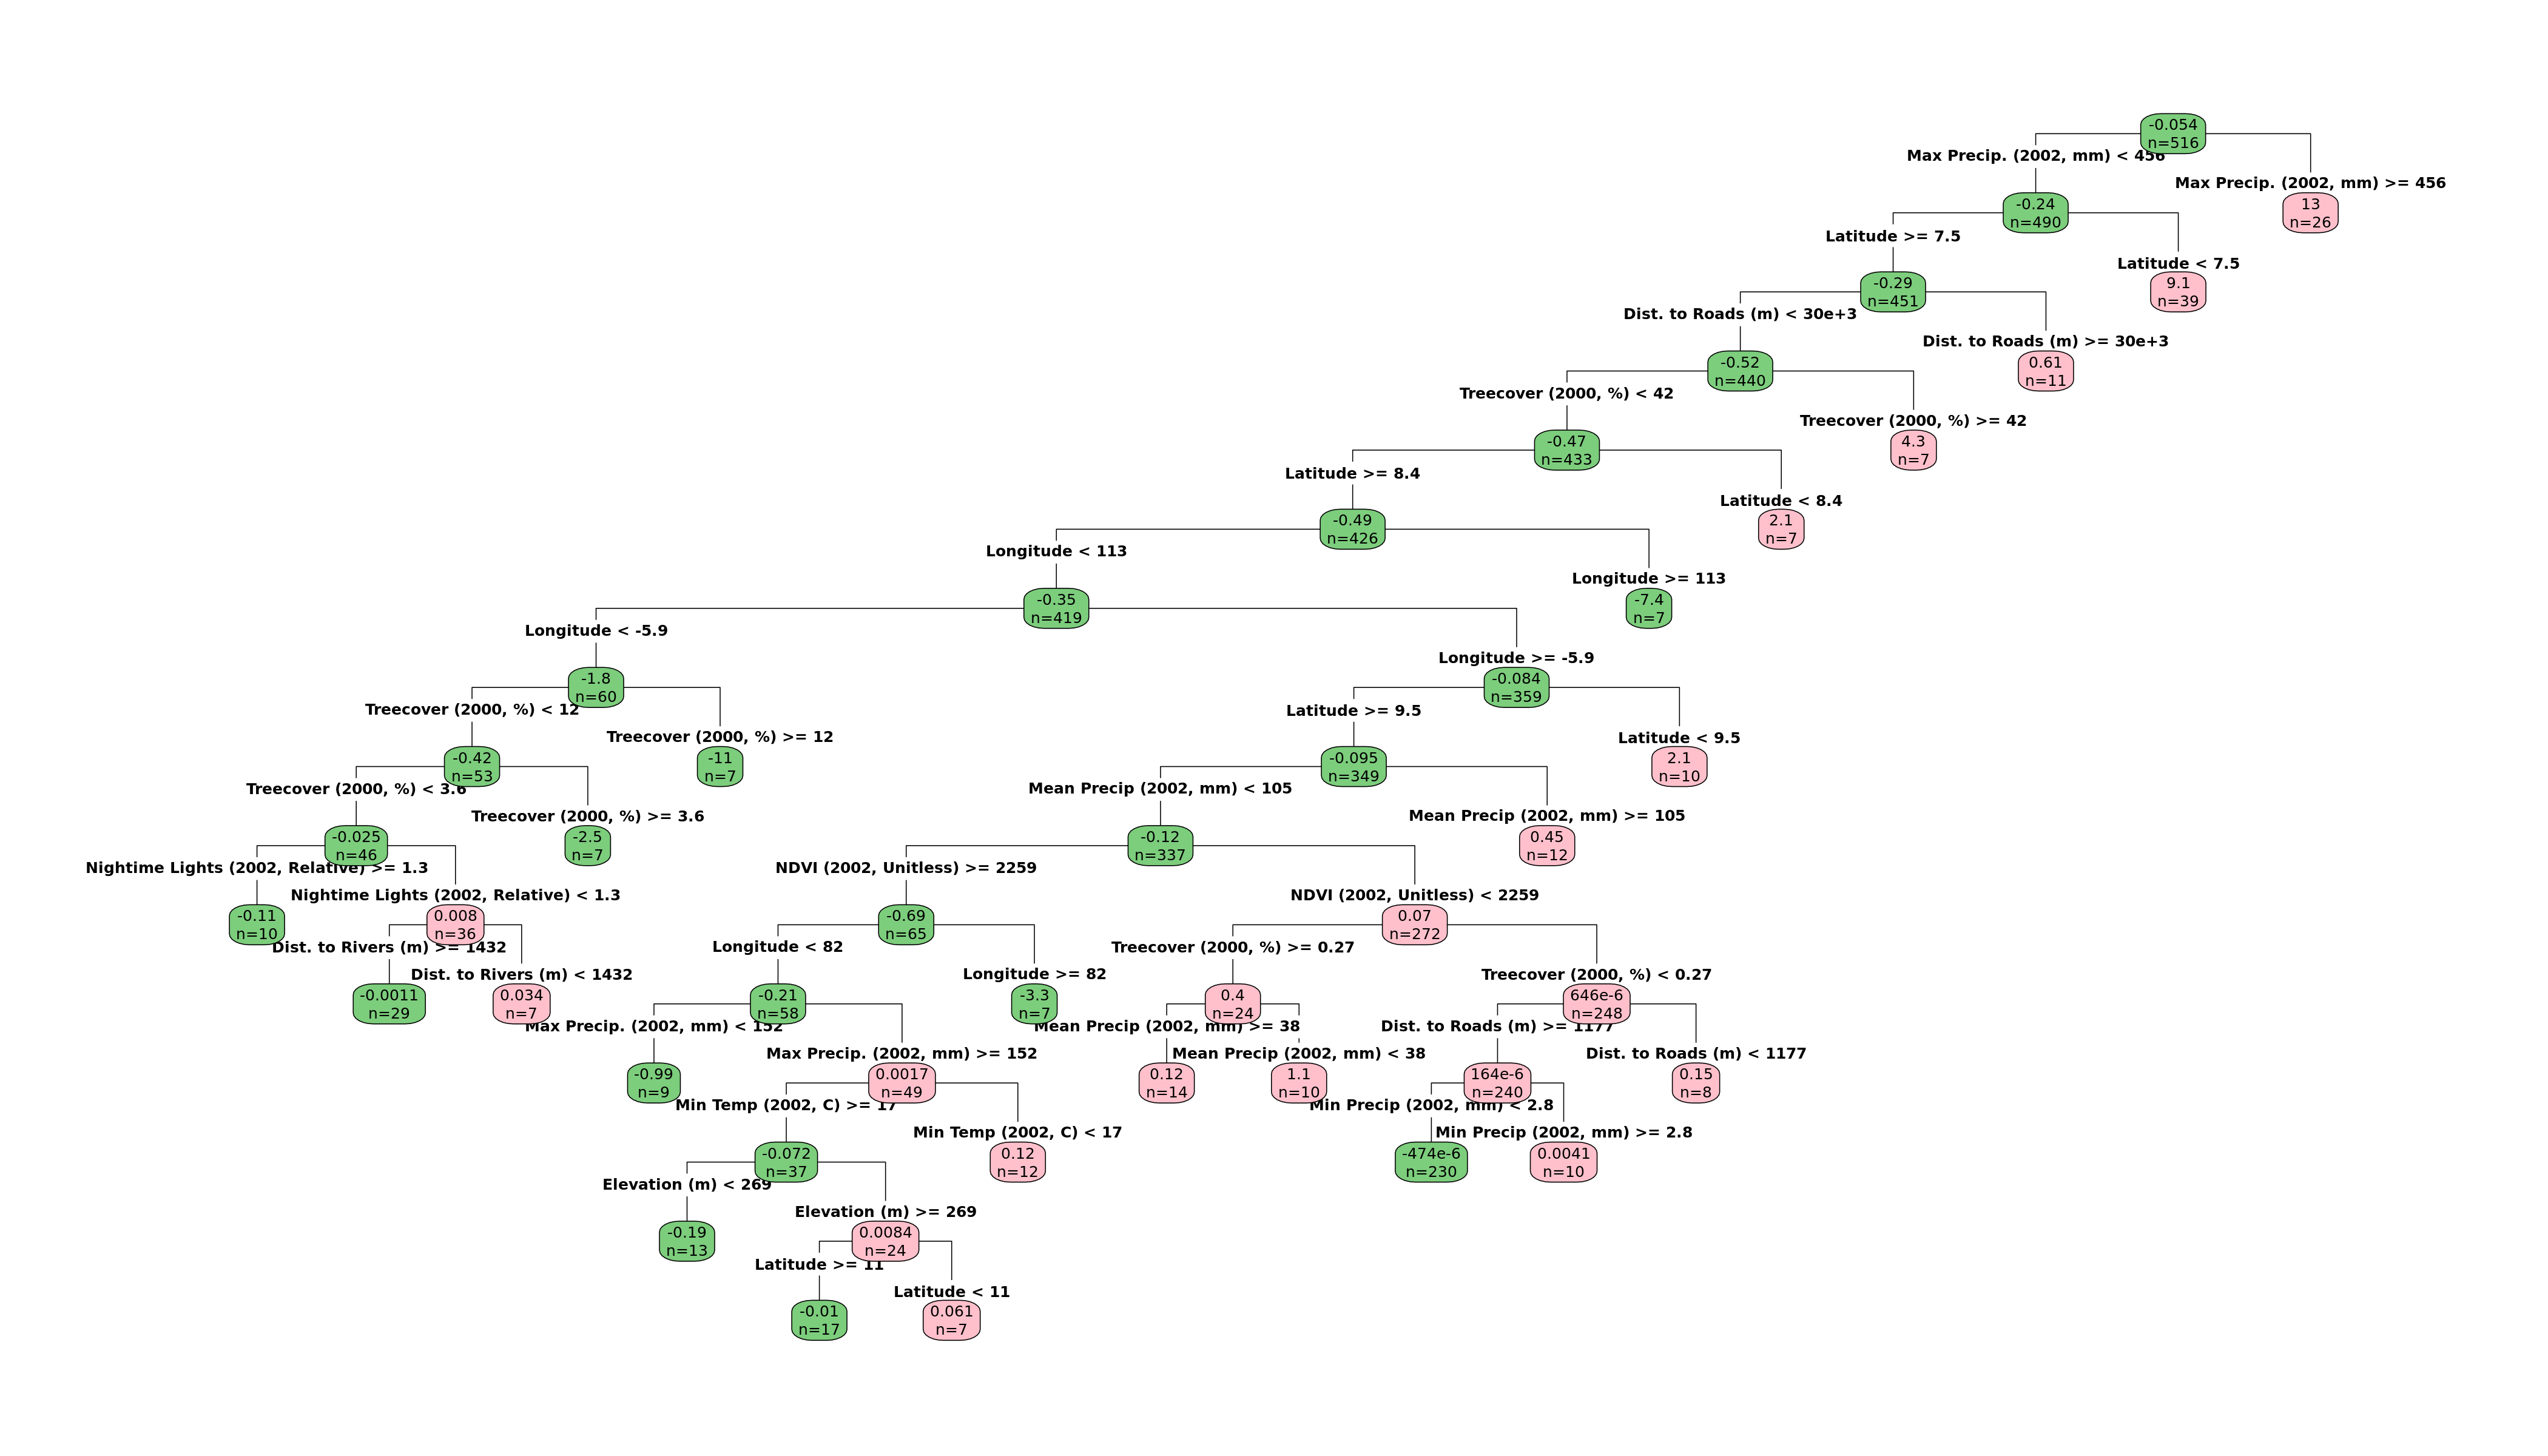 -0.054
n=516
Max Precip. (2002, mm) < 456
Max Precip. (2002, mm) >= 456
-0.24
n=490
13
n=26
Latitude >= 7.5
Latitude < 7.5
-0.29
n=451
9.1
n=39
Dist. to Roads (m) < 30e+3
Dist. to Roads (m) >= 30e+3
-0.52
n=440
0.61
n=11
Treecover (2000, %) < 42
Treecover (2000, %) >= 42
-0.47
n=433
4.3
n=7
Latitude >= 8.4
Latitude < 8.4
-0.49
n=426
2.1
n=7
Longitude < 113
Longitude >= 113
-0.35
n=419
-7.4
n=7
Longitude < -5.9
Longitude >= -5.9
-1.8
n=60
-0.084
n=359
Treecover (2000, %) < 12
Treecover (2000, %) >= 12
Latitude >= 9.5
Latitude < 9.5
-0.42
n=53
-11
n=7
-0.095
n=349
2.1
n=10
Treecover (2000, %) < 3.6
Treecover (2000, %) >= 3.6
Mean Precip (2002, mm) < 105
Mean Precip (2002, mm) >= 105
-0.025
n=46
-2.5
n=7
-0.12
n=337
0.45
n=12
Nightime Lights (2002, Relative) >= 1.3
Nightime Lights (2002, Relative) < 1.3
NDVI (2002, Unitless) >= 2259
NDVI (2002, Unitless) < 2259
-0.11
n=10
0.008
n=36
-0.69
n=65
0.07
n=272
Dist. to Rivers (m) >= 1432
Dist. to Rivers (m) < 1432
Longitude < 82
Longitude >= 82
Treecover (2000, %) >= 0.27
Treecover (2000, %) < 0.27
-0.0011
n=29
0.034
n=7
-0.21
n=58
-3.3
n=7
0.4
n=24
646e-6
n=248
Max Precip. (2002, mm) < 152
Max Precip. (2002, mm) >= 152
Mean Precip (2002, mm) >= 38
Mean Precip (2002, mm) < 38
Dist. to Roads (m) >= 1177
Dist. to Roads (m) < 1177
-0.99
n=9
0.0017
n=49
0.12
n=14
1.1
n=10
164e-6
n=240
0.15
n=8
Min Temp (2002, C) >= 17
Min Temp (2002, C) < 17
Min Precip (2002, mm) < 2.8
Min Precip (2002, mm) >= 2.8
-0.072
n=37
0.12
n=12
-474e-6
n=230
0.0041
n=10
Elevation (m) < 269
Elevation (m) >= 269
-0.19
n=13
0.0084
n=24
Latitude >= 11
Latitude < 11
-0.01
n=17
0.061
n=7